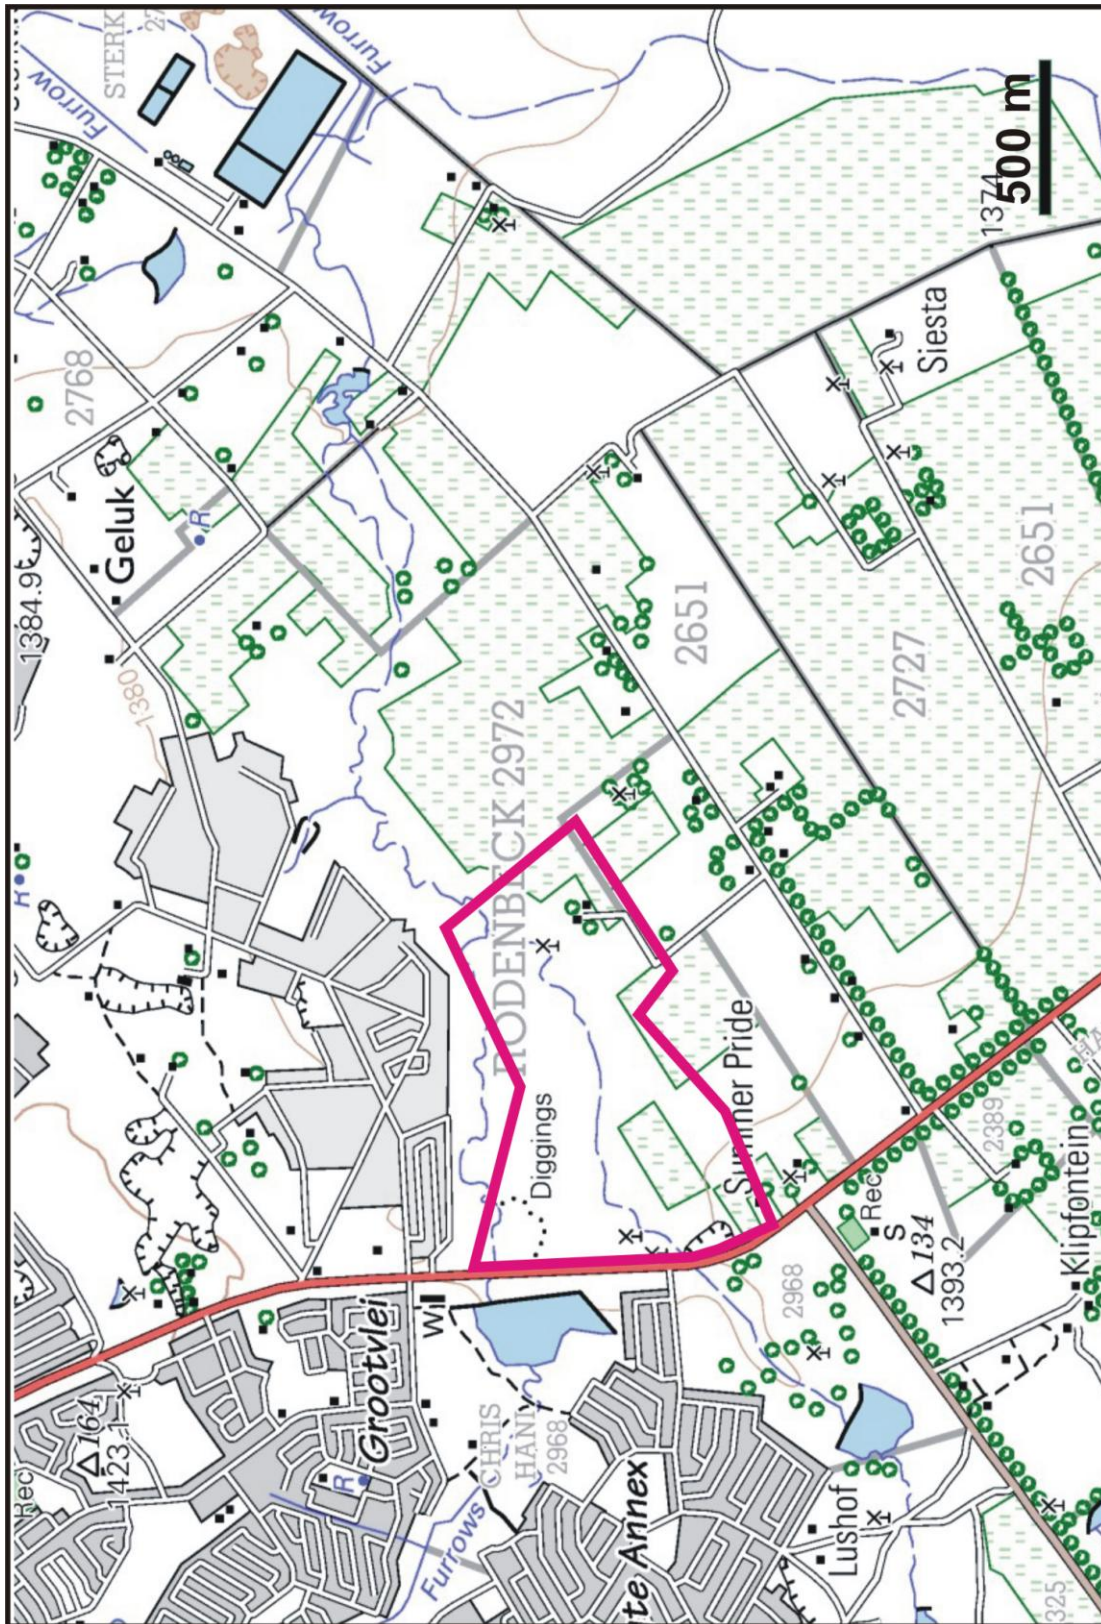 STERK
27
Furrow
Furrow
500 m
1374
2768
Geluk
R
1384.9
1380
Siesta
2651
2651
2727
RODENBECK 2972
R
Diggings
Summer Pride
2389
Rec
S
134
1393.2
Klipfontein
2968
Grootvlei
W
R
164
1423.1
Rec
CHRIS
HANI
2968
Furrows
te Annex
Lushof
325